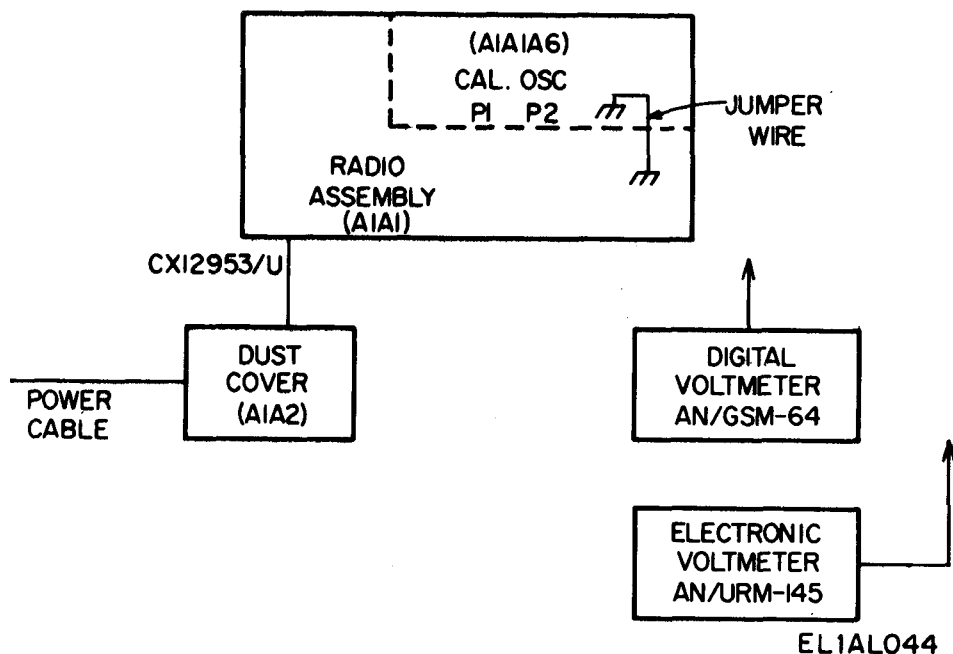 (A1A1A6)
CAL. OSC
P1 P2
JUMPER
WIRE
RADIO
ASSEMBLY
(A1A1)
CX12953/U
DUST
COVER
(A1A2)
POWER
CABLE
DIGITAL
VOLTMETER
AN/GSM-64
ELECTRONIC
VOLTMETER
AN/URM-145
EL1AL044